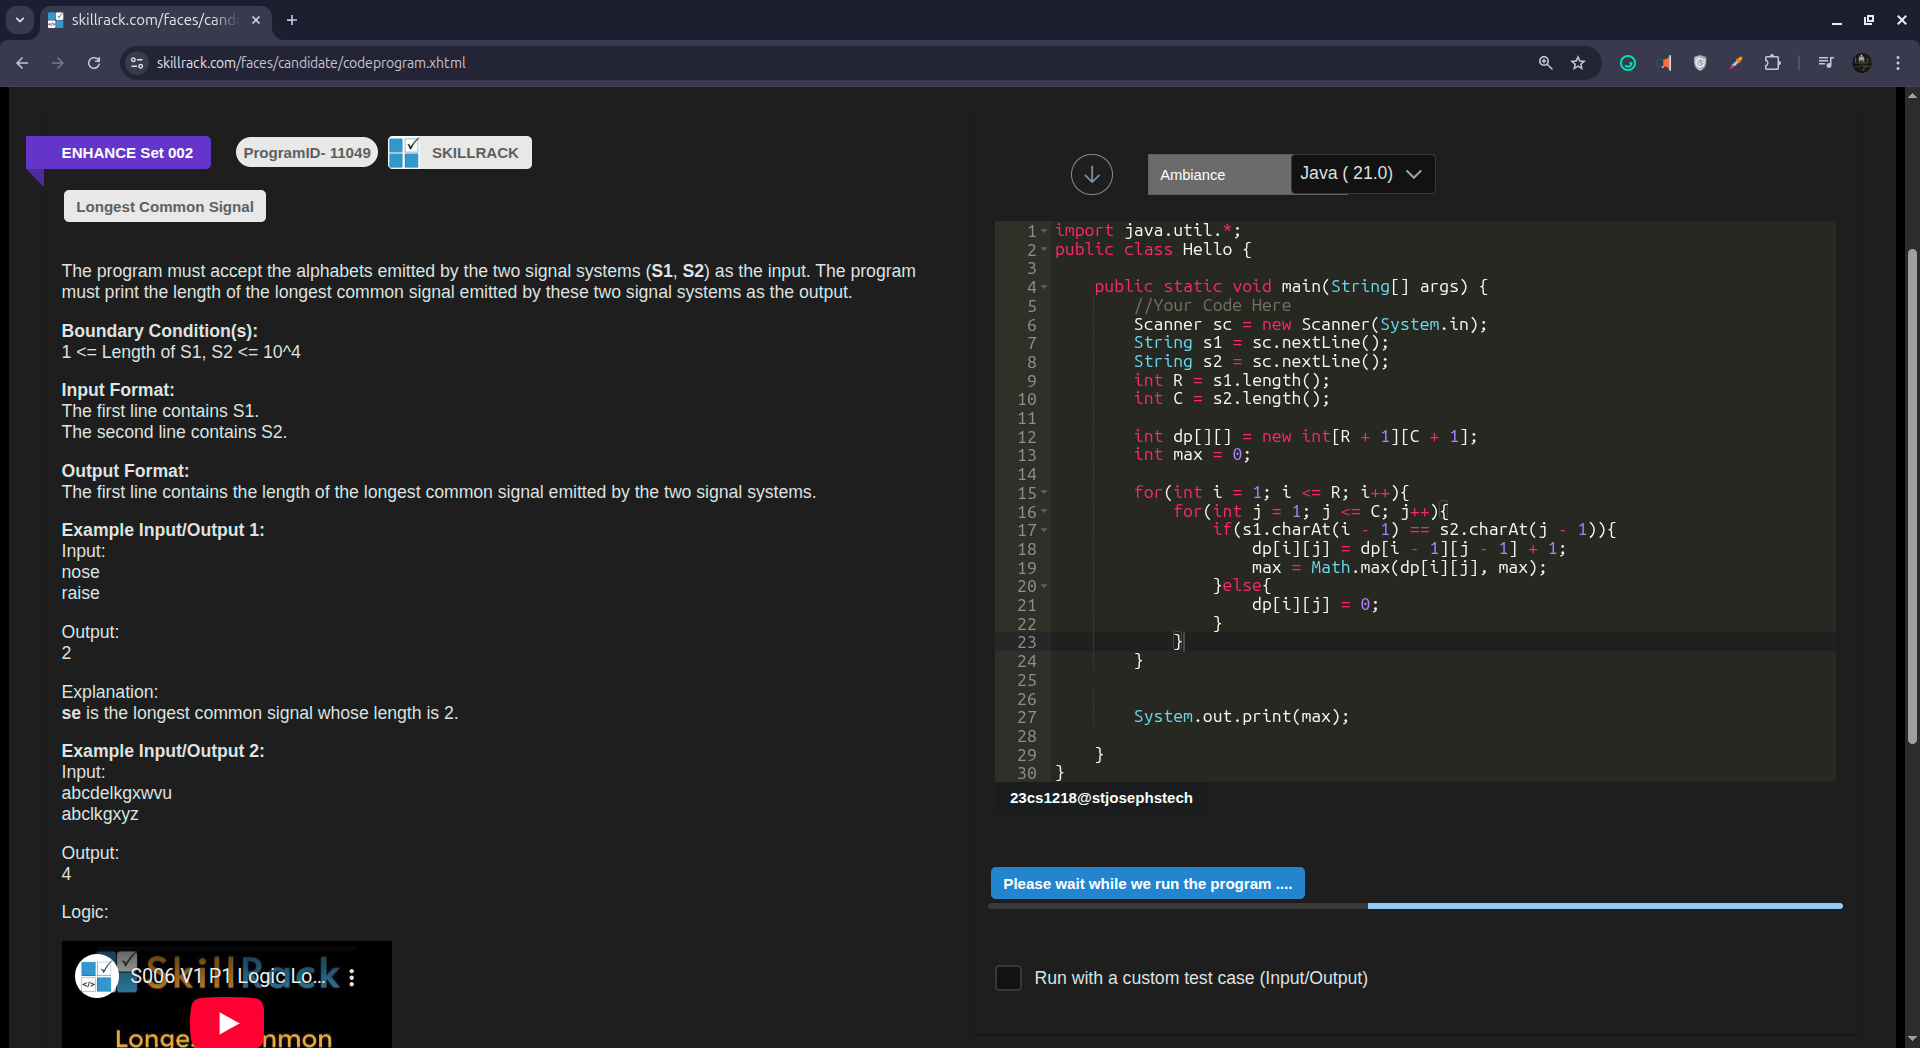 skillrack.com/faces/cand
skillrack.com/faces/candidate/codeprogram.xhtml
ENHANCE Set 002
ProgramID- 11049
SKILLRACK
Longest Common Signal
The program must accept the alphabets emitted by the two signal systems (S1, S2) as the input. The program
must print the length of the longest common signal emitted by these two signal systems as the output.
Boundary Condition(s):
1 <= Length of S1, S2 <= 10^4
Input Format:
The first line contains S1.
The second line contains S2.
Output Format:
The first line contains the length of the longest common signal emitted by the two signal systems.
Example Input/Output 1:
Input:
nose
raise
Output:
2
Explanation:
se is the longest common signal whose length is 2.
Example Input/Output 2:
Input:
abcdelkgxwvu
abclkgxyz
Output:
4
Logic:
SkillRack
S006 V1 P1 Logic Lo...
Ambiance
Java ( 21.0)
1 import java.util.*;
2 public class Hello {
3
4     public static void main(String[] args) {
5         //Your Code Here
6         Scanner sc = new Scanner(System.in);
7         String s1 = sc.nextLine();
8         String s2 = sc.nextLine();
9         int R = s1.length();
10         int C = s2.length();
11
12         int dp[][] = new int[R + 1][C + 1];
13         int max = 0;
14
15         for(int i = 1; i <= R; i++){
16             for(int j = 1; j <= C; j++){
17                 if(s1.charAt(i - 1) == s2.charAt(j - 1)){
18                     dp[i][j] = dp[i - 1][j - 1] + 1;
19                     max = Math.max(dp[i][j], max);
20                 }else{
21                     dp[i][j] = 0;
22                 }
23             }
24         }
25
26
27         System.out.print(max);
28
29     }
30 }
23cs1218@stjosephstech
Please wait while we run the program ....
Run with a custom test case (Input/Output)